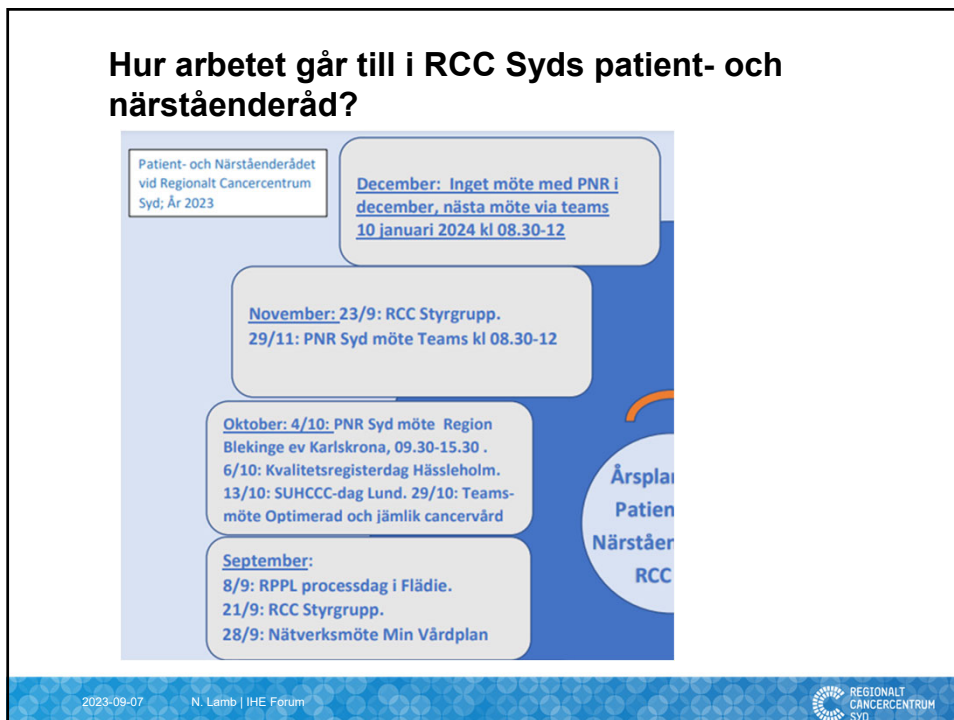 Hur arbetet går till i RCC Syds patient- och
närståenderåd?
Patient- och Närståenderådet
vid Regionalt Cancercentrum
Syd; År 2023
December: Inget möte med PNR i
december, nästa möte via teams
10 januari 2024 kl 08.30-12
November: 23/9: RCC Styrgrupp.
29/11: PNR Syd möte Teams kl 08.30-12
Oktober: 4/10: PNR Syd möte Region
Blekinge ev Karlskrona, 09.30-15.30 .
6/10: Kvalitetsregisterdag Hässleholm.
13/10: SUHCCC-dag Lund. 29/10: Teams-
möte Optimerad och jämlik cancervård
September:
8/9: RPPL processdag i Flädie.
21/9: RCC Styrgrupp.
28/9: Nätverksmöte Min Vårdplan
Årsplan
Patien
Närståen
RCC
2023-09-07 N. Lamb | IHE Forum
REGIONALT
CANCERCENTRUM
SYD